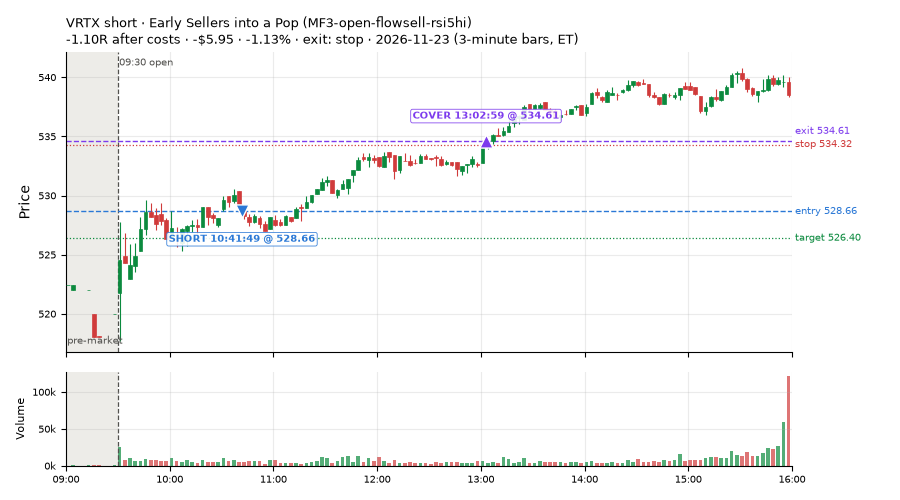 VRTX short · Early Sellers into a Pop (MF3-open-flowsell-rsi5hi)
-1.10R after costs · -$5.95 · -1.13% · exit: stop · 2026-11-23 (3-minute bars, ET)
09:30 open
540
535
530
525
520
Price
COVER 13:02:59 @ 534.61
SHORT 10:41:49 @ 528.66
exit 534.61
stop 534.32
entry 528.66
target 526.40
pre-market
Volume
100k
50k
0k
09:00
10:00
11:00
12:00
13:00
14:00
15:00
16:00